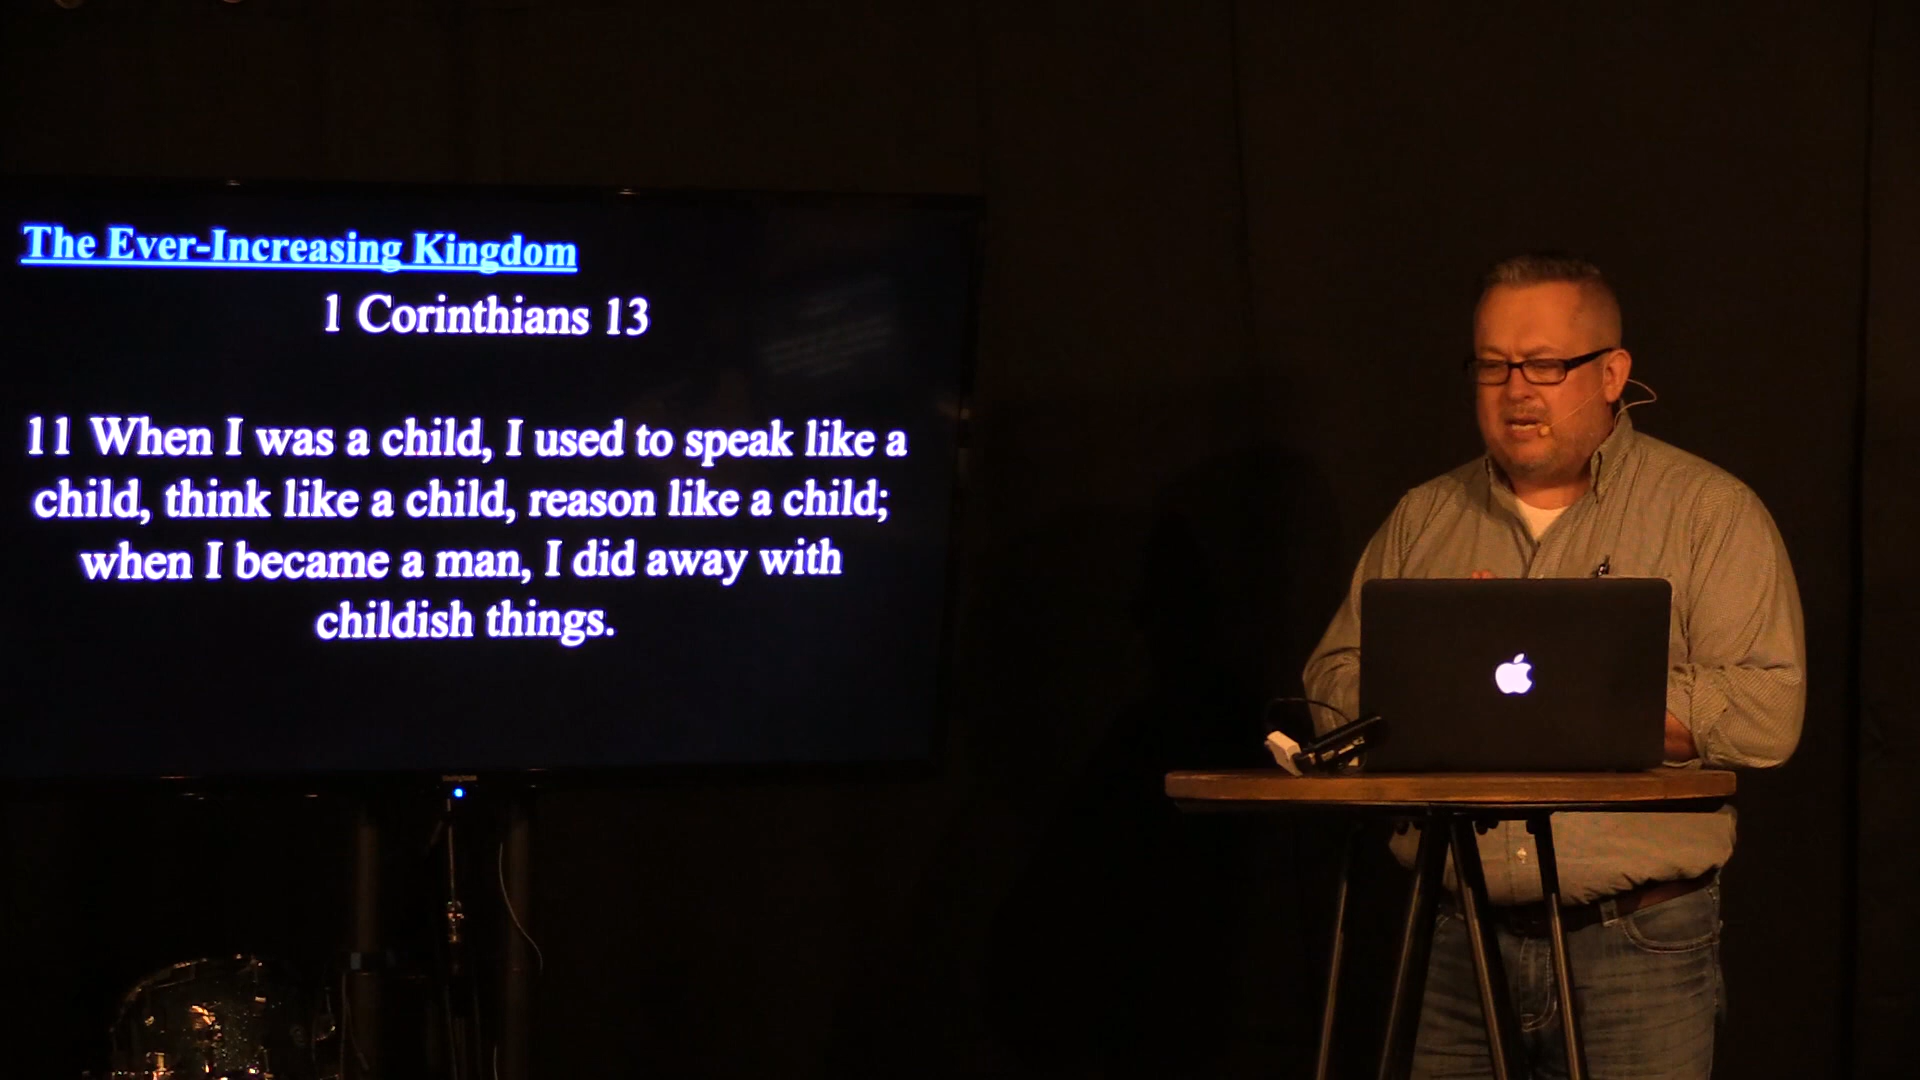 The Ever-Increasing Kingdom
1 Corinthians 13
11 When I was a child, I used to speak like a
child, think like a child, reason like a child;
when I became a man, I did away with
childish things.